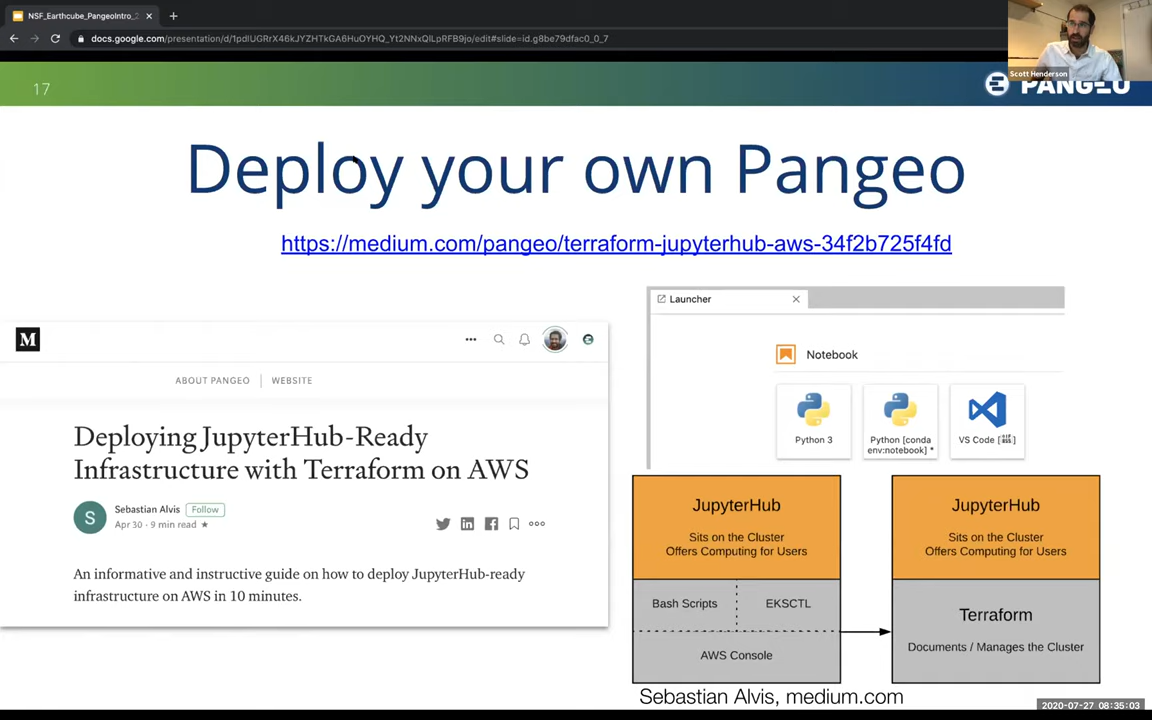 NSF_Earthcube_PangeoIntro_2
docs.google.com/presentation/d/1pdIUGRrX46kJYZHTkGA6HuOYHQ_Yt2NNxQILpRFB9jo/edit#slide=id.g8be79dfac0_0_7
Scott Henderson
17
PANGEO
Deploy your own Pangeo
https://medium.com/pangeo/terraform-jupyterhub-aws-34f2b725f4fd
M
ABOUT PANGEO | WEBSITE
Deploying JupyterHub-Ready
Infrastructure with Terraform on AWS
S
Sebastian Alvis Follow
Apr 30 · 9 min read ★
An informative and instructive guide on how to deploy JupyterHub-ready
infrastructure on AWS in 10 minutes.
Launcher
Notebook
Python 3
Python [conda
env:notebook] *
VS Code
JupyterHub
Sits on the Cluster
Offers Computing for Users
Bash Scripts
EKSCTL
AWS Console
JupyterHub
Sits on the Cluster
Offers Computing for Users
Terraform
Documents / Manages the Cluster
Sebastian Alvis, medium.com
2020-07-27 08:35:03